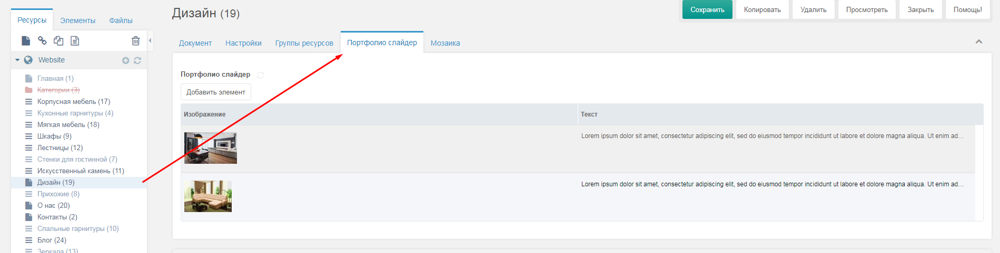 Дизайн (19)
Сохранить
Копировать
Удалить
Просмотреть
Закрыть
Помощь!
Ресурсы
Элементы
Файлы
Website
Главная (1)
Категории (3)
Корпусная мебель (17)
Кухонные гарнитуры (4)
Мягкая мебель (18)
Шкафы (9)
Лестницы (12)
Стенки для гостинной (7)
Искусственный камень (11)
Дизайн (19)
Прихожие (8)
О нас (20)
Контакты (2)
Спальные гарнитуры (10)
Блог (24)
Зеркала (13)
Документ
Настройки
Группы ресурсов
Портфолио слайдер
Мозаика
Портфолио слайдер
Добавить элемент
Изображение
Текст
Lorem ipsum dolor sit amet, consectetur adipiscing elit, sed do eiusmod tempor incididunt ut labore et dolore magna aliqua. Ut enim ad...
Lorem ipsum dolor sit amet, consectetur adipiscing elit, sed do eiusmod tempor incididunt ut labore et dolore magna aliqua. Ut enim ad...